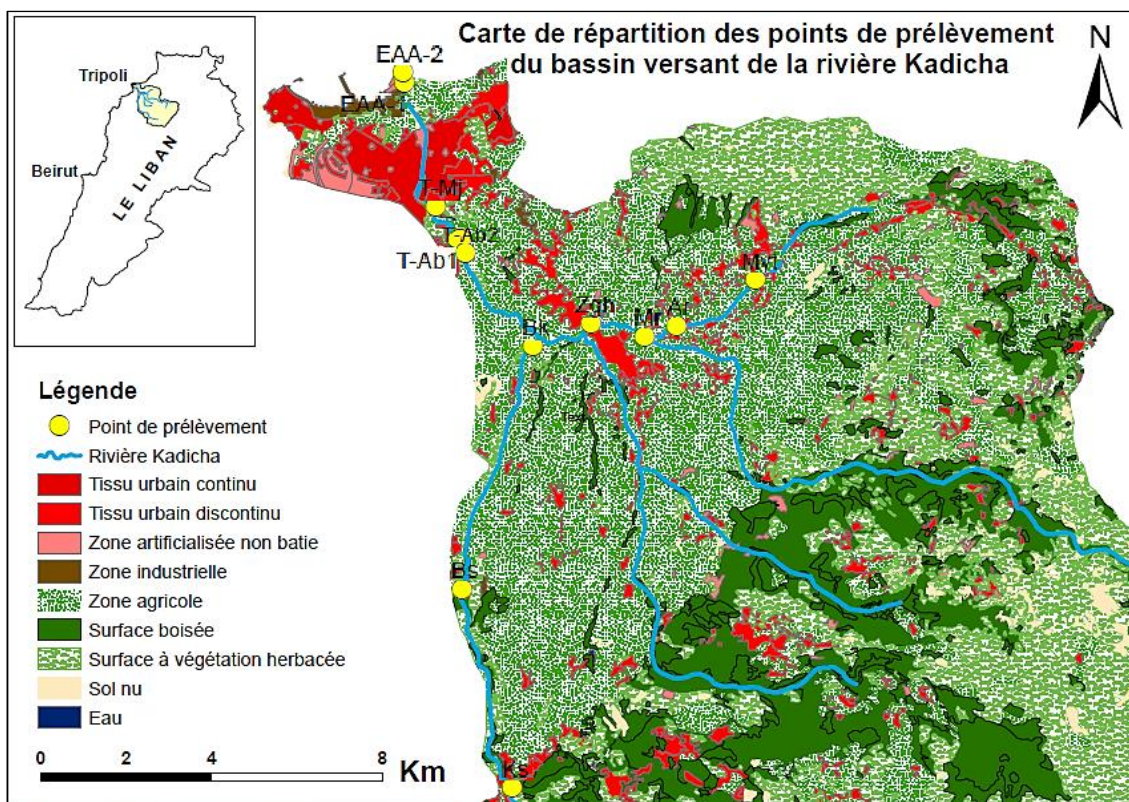 Carte de répartition des points de prélèvement
du bassin versant de la rivière Kadicha
N
Tripoli
Beirut
LE LIBAN
EAA-2
T-Mi
T-Ab2
T-Ab1
Bk
Zgh
Mr
Ar
Bs
Ks
Légende
Point de prélèvement
Rivière Kadicha
Tissu urbain continu
Tissu urbain discontinu
Zone artificialisée non batie
Zone industrielle
Zone agricole
Surface boisée
Surface à végétation herbacée
Sol nu
Eau
0 2 4 8 Km